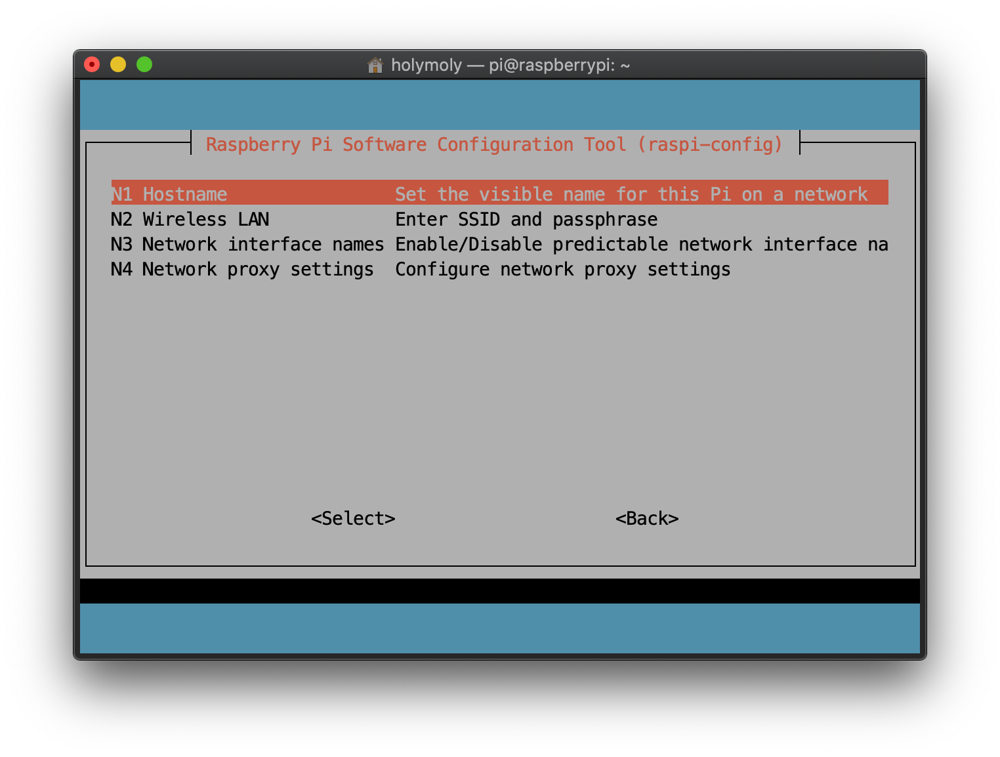 holymoly — pi@raspberrypi: ~
Raspberry Pi Software Configuration Tool (raspi-config)
N1 Hostname Set the visible name for this Pi on a network
N2 Wireless LAN Enter SSID and passphrase
N3 Network interface names Enable/Disable predictable network interface na
N4 Network proxy settings Configure network proxy settings
<Select> <Back>